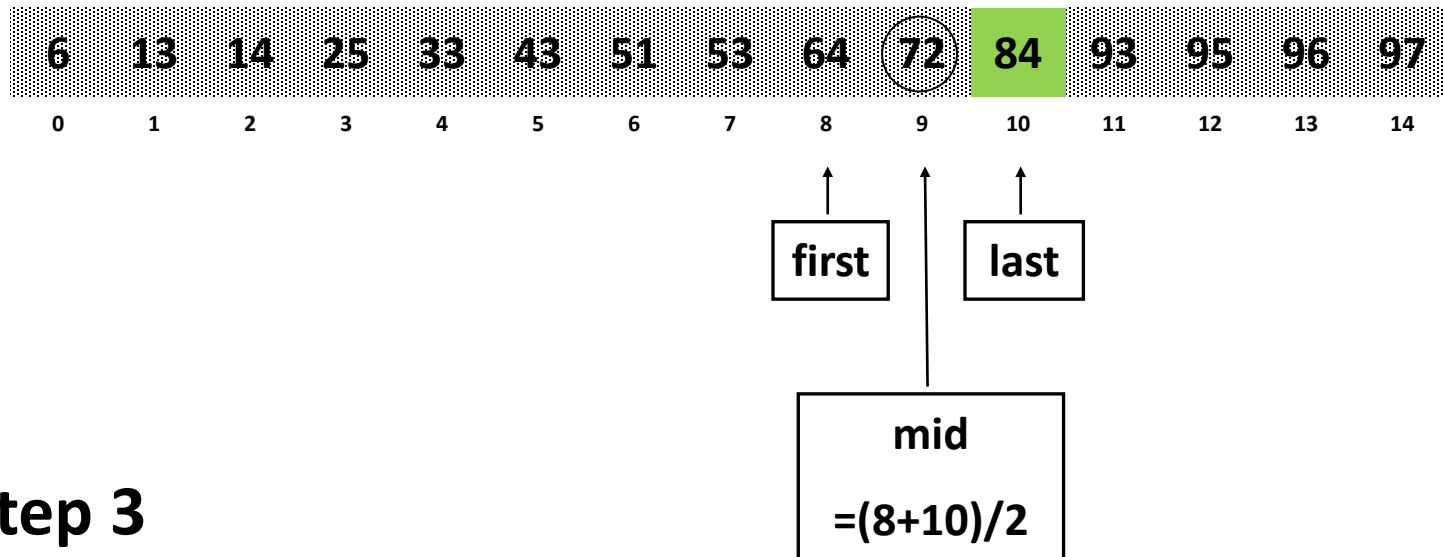 6 13 14 25 33 43 51 53 64 72 84 93 95 96 97
0 1 2 3 4 5 6 7 8 9 10 11 12 13 14
first last
mid
=(8+10)/2
tep 3